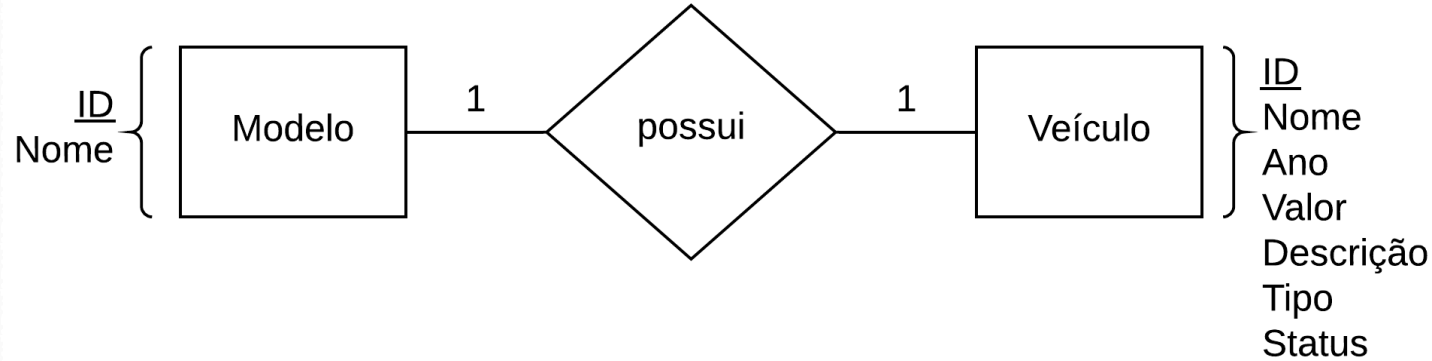 ID
Nome
Modelo
1
possui
1
Veículo
ID
Nome
Ano
Valor
Descrição
Tipo
Status